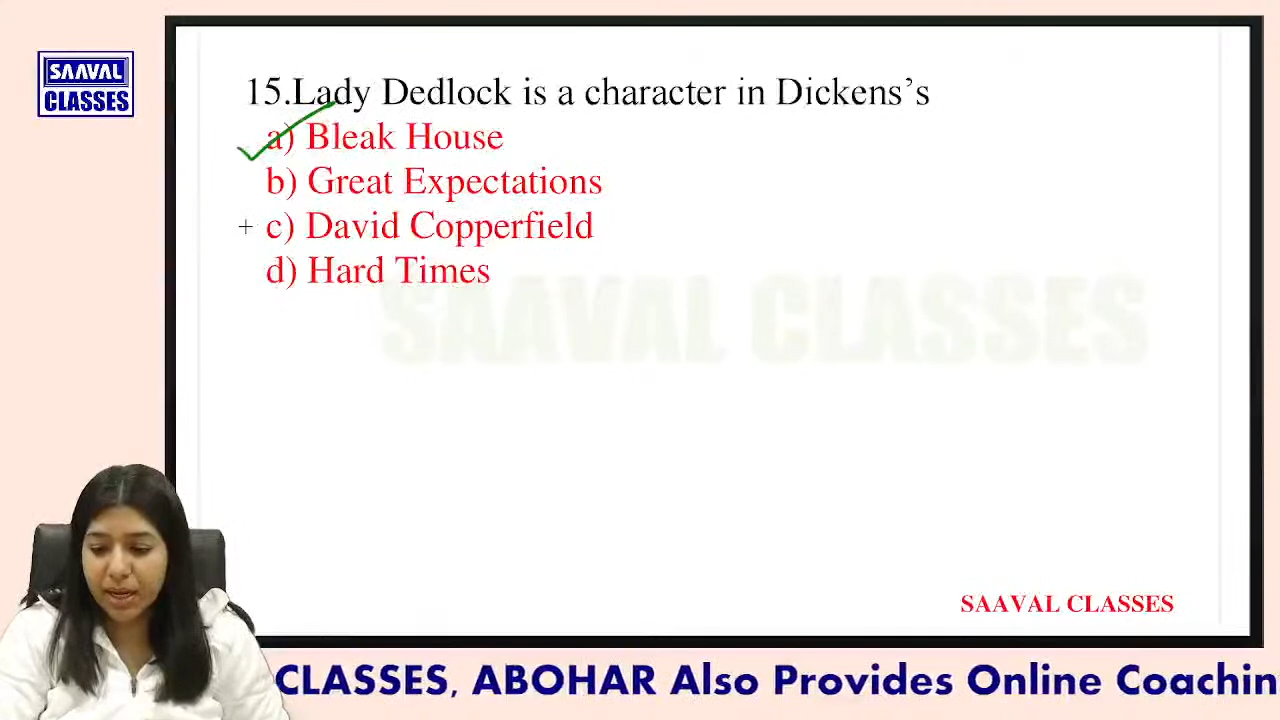 SAAVAL
CLASSES
15.Lady Dedlock is a character in Dickens’s
a) Bleak House
b) Great Expectations
c) David Copperfield
d) Hard Times
SAAVAL CLASSES
SAAVAL CLASSES
CLASSES, ABOHAR Also Provides Online Coachin